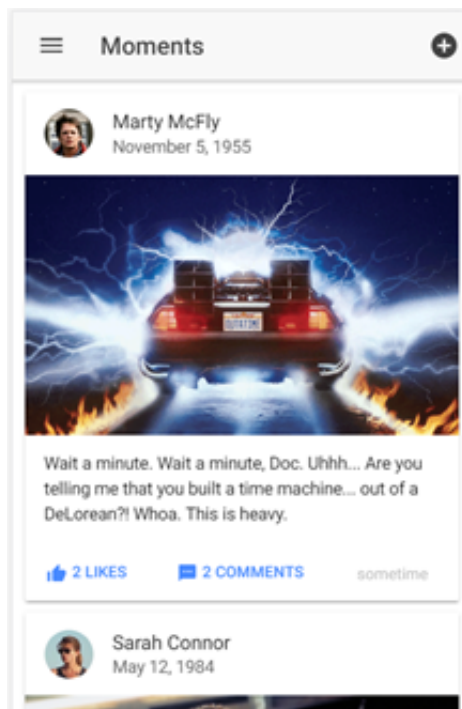 Moments
Marty McFly
November 5, 1955
OUTATIME
Wait a minute. Wait a minute, Doc. Uhhh... Are you
telling me that you built a time machine... out of a
DeLorean?! Whoa. This is heavy.
2 LIKES
2 COMMENTS
sometime
Sarah Connor
May 12, 1984